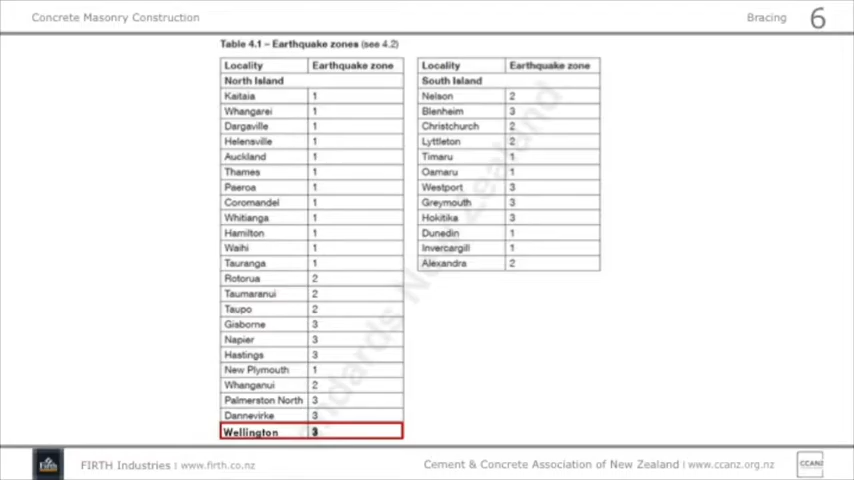 Concrete Masonry Construction
Bracing 6
Table 4.1 – Earthquake zones (see 4.2)
Locality Earthquake zone
North Island
Kaitaia 1
Whangarei 1
Dargaville 1
Helensville 1
Auckland 1
Thames 1
Paeroa 1
Coromandel 1
Whitianga 1
Hamilton 1
Waihi 1
Tauranga 1
Rotorua 2
Taumaranui 2
Taupo 2
Gisborne 3
Napier 3
Hastings 3
New Plymouth 1
Whanganui 2
Palmerston North 3
Dannevirke 3
Wellington 3
Locality Earthquake zone
South Island
Nelson 2
Blenheim 3
Christchurch 2
Lyttleton 2
Timaru 1
Oamaru 1
Westport 3
Greymouth 3
Hokitika 3
Dunedin 1
Invercargill 1
Alexandra 2
FIRTH Industries | www.firth.co.nz
Cement & Concrete Association of New Zealand | www.ccanz.org.nz
CCANZ